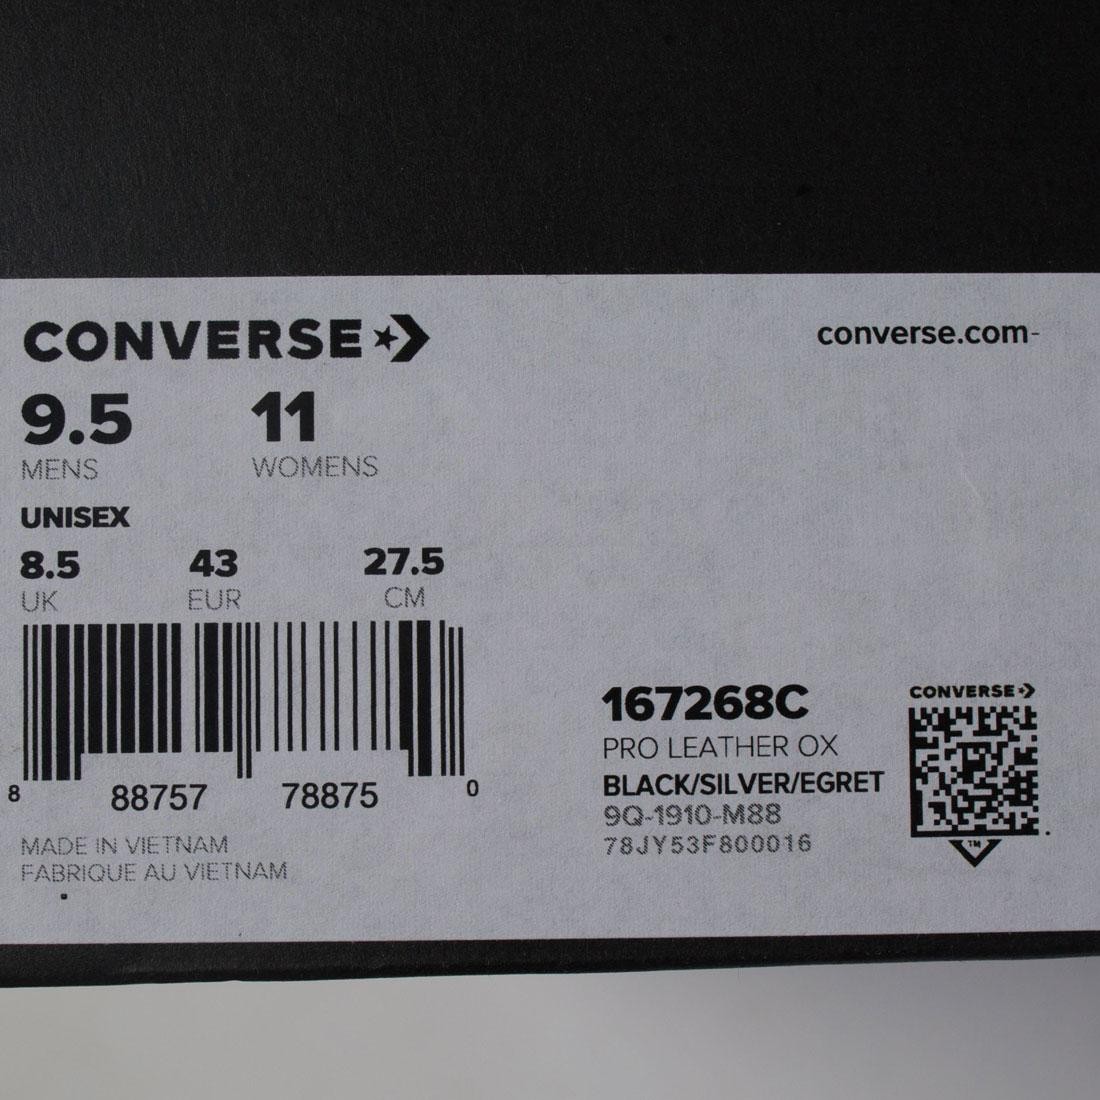 CONVERSE
converse.com-
9.5 11
MENS WOMENS
UNISEX
8.5 43 27.5
UK EUR CM
8 88757 78875 0
MADE IN VIETNAM
FABRIQUE AU VIETNAM
167268C
PRO LEATHER OX
BLACK/SILVER/EGRET
9Q-1910-M88
78JY53F800016
CONVERSE
TM